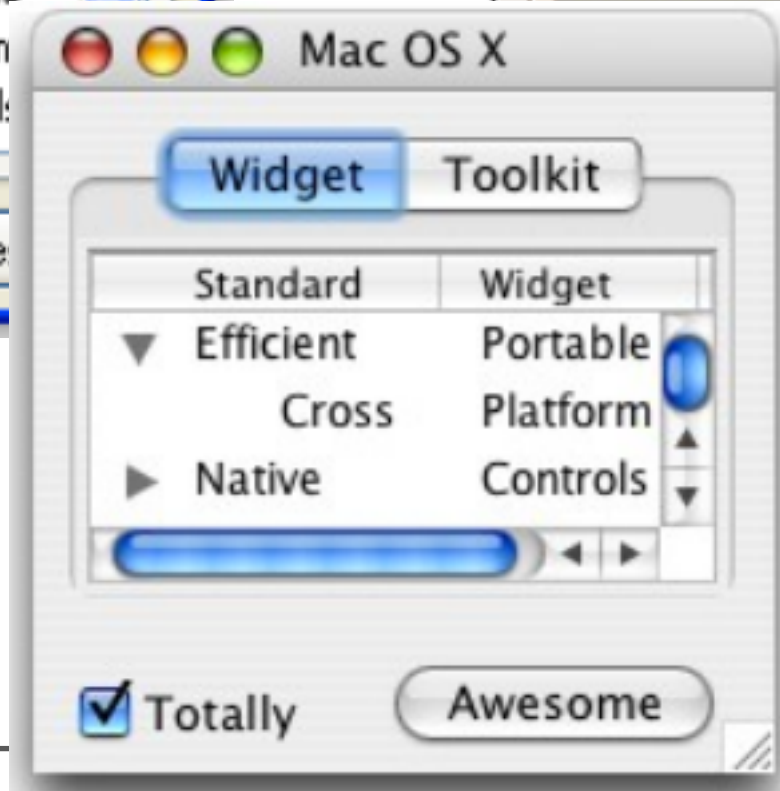 Mac OS X
Widget Toolkit
Standard Widget
Efficient Portable
Cross Platform
Native Controls
Totally Awesome